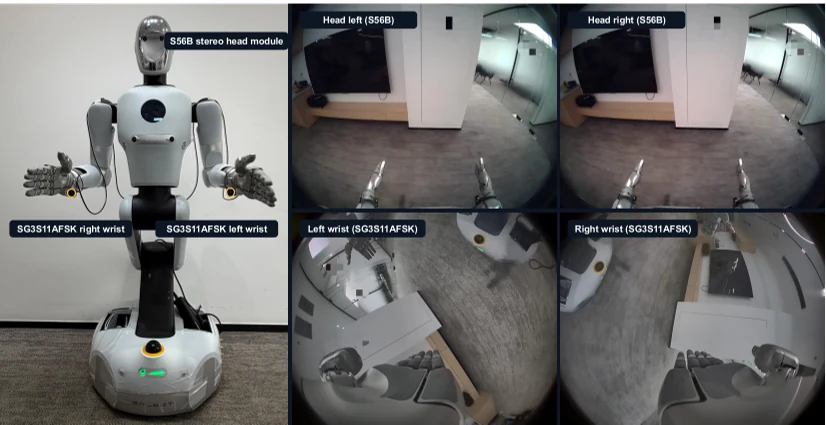 S56B stereo head module
SG3S11AFSK right wrist
SG3S11AFSK left wrist
Head left (S56B)
Head right (S56B)
Left wrist (SG3S11AFSK)
Right wrist (SG3S11AFSK)